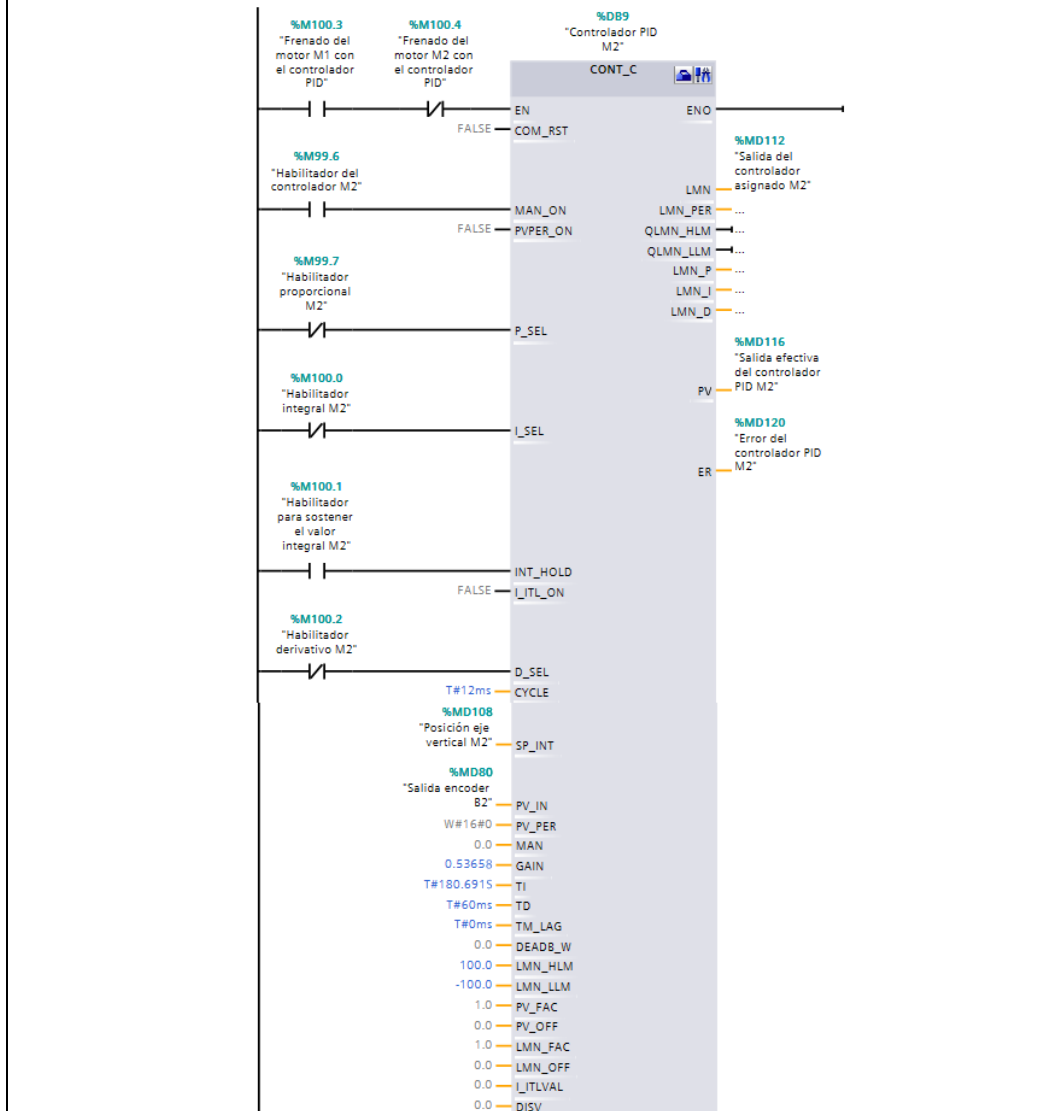 %M100.3
"Frenado del
motor M1 con
el controlador
PID"
%M100.4
"Frenado del
motor M2 con
el controlador
PID"
%DB9
"Controlador PID
M2"
CONT_C
EN
ENO
FALSE
COM_RST
%M99.6
"Habilitador del
controlador M2"
MAN_ON
FALSE
PVPER_ON
%MD112
"Salida del
controlador
asignado M2"
LMN
LMN_PER
...
QLMN_HLM
...
QLMN_LLM
...
LMN_P
...
LMN_I
...
LMN_D
...
%M99.7
"Habilitador
proporcional
M2"
P_SEL
%MD116
"Salida efectiva
del controlador
PID M2"
PV
%M100.0
"Habilitador
integral M2"
I_SEL
%MD120
"Error del
controlador PID
M2"
ER
%M100.1
"Habilitador
para sostener
el valor
integral M2"
INT_HOLD
FALSE
I_ITL_ON
%M100.2
"Habilitador
derivativo M2"
D_SEL
T#12ms
CYCLE
%MD108
"Posición eje
vertical M2"
SP_INT
%MD80
"Salida encoder
B2"
PV_IN
W#16#0
PV_PER
0.0
MAN
0.53658
GAIN
T#180.691S
TI
T#60ms
TD
T#0ms
TM_LAG
0.0
DEADB_W
100.0
LMN_HLM
-100.0
LMN_LLM
1.0
PV_FAC
0.0
PV_OFF
1.0
LMN_FAC
0.0
LMN_OFF
0.0
I_ITLVAL
0.0
DISV